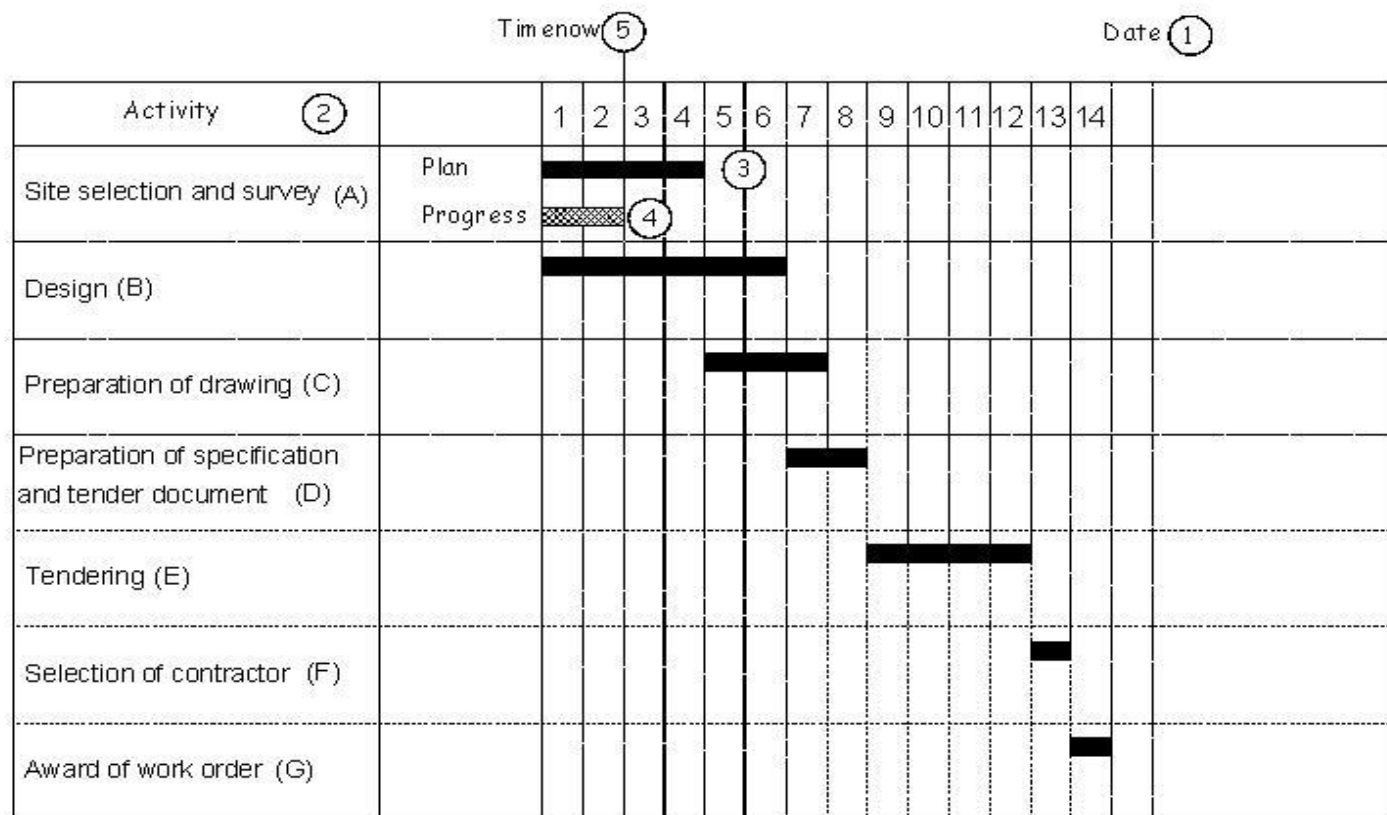 Timenow 5
Date 1
Activity 2
1 2 3 4 5 6 7 8 9 10 11 12 13 14
Site selection and survey (A)
Plan 3
Progress 4
Design (B)
Preparation of drawing (C)
Preparation of specification
and tender document (D)
Tendering (E)
Selection of contractor (F)
Award of work order (G)